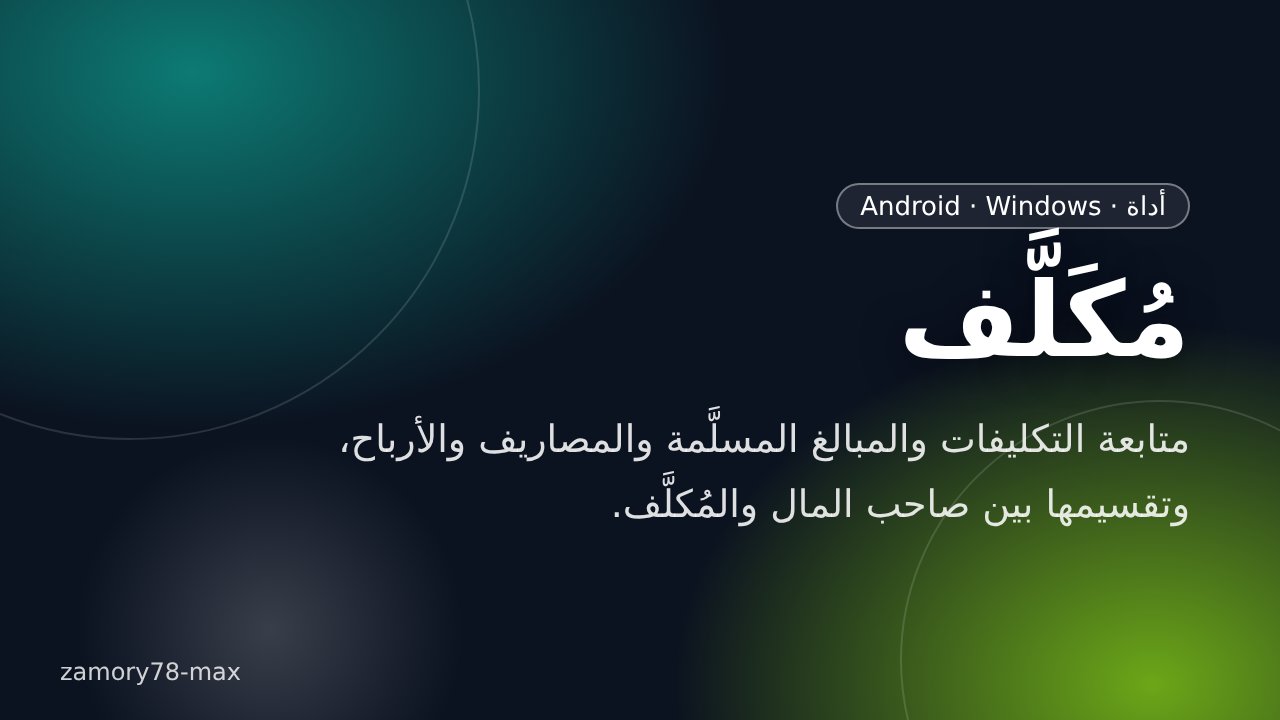 أداة · Android · Windows
مُكَلَّف
متابعة التكليفات والمبالغ المسلَّمة والمصاريف والأرباح،
وتقسيمها بين صاحب المال والمُكلَّف.
zamory78-max